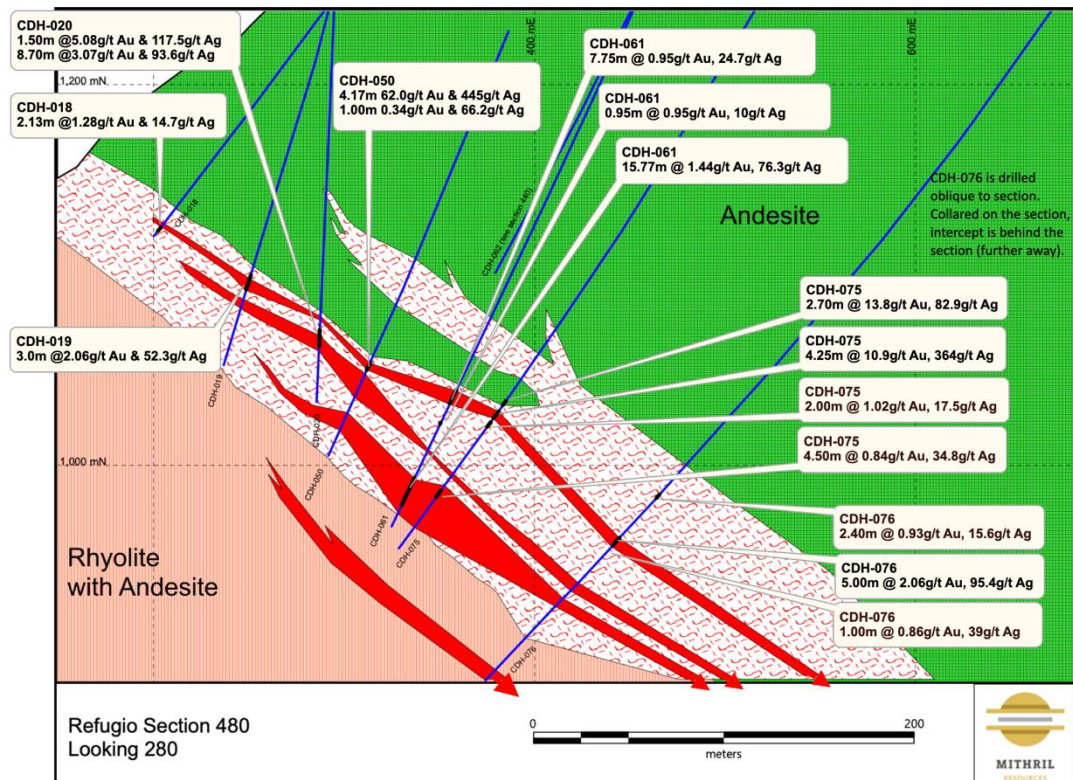 CDH-020
1.50m @5.08g/t Au & 117.5g/t Ag
8.70m @3.07g/t Au & 93.6g/t Ag
CDH-018
2.13m @1.28g/t Au & 14.7g/t Ag
CDH-050
4.17m 62.0g/t Au & 445g/t Ag
1.00m 0.34g/t Au & 66.2g/t Ag
CDH-061
7.75m @ 0.95g/t Au, 24.7g/t Ag
CDH-061
0.95m @ 0.95g/t Au, 10g/t Ag
CDH-061
15.77m @ 1.44g/t Au, 76.3g/t Ag
400 mE
600 mE
1,200 mN
CDH-076 is drilled
oblique to section.
Collared on the section,
intercept is behind the
section (further away).
Andesite
CDH-018
CDH-062 (see section 440)
CDH-075
2.70m @ 13.8g/t Au, 82.9g/t Ag
CDH-075
4.25m @ 10.9g/t Au, 364g/t Ag
CDH-075
2.00m @ 1.02g/t Au, 17.5g/t Ag
CDH-075
4.50m @ 0.84g/t Au, 34.8g/t Ag
CDH-019
3.0m @2.06g/t Au & 52.3g/t Ag
CDH-019
CDH-020
CDH-050
1,000 mN
CDH-061
CDH-075
CDH-076
2.40m @ 0.93g/t Au, 15.6g/t Ag
CDH-076
5.00m @ 2.06g/t Au, 95.4g/t Ag
CDH-076
1.00m @ 0.86g/t Au, 39g/t Ag
Rhyolite
with Andesite
CDH-076
Refugio Section 480
Looking 280
0
200
meters
MITHRIL
RESOURCES